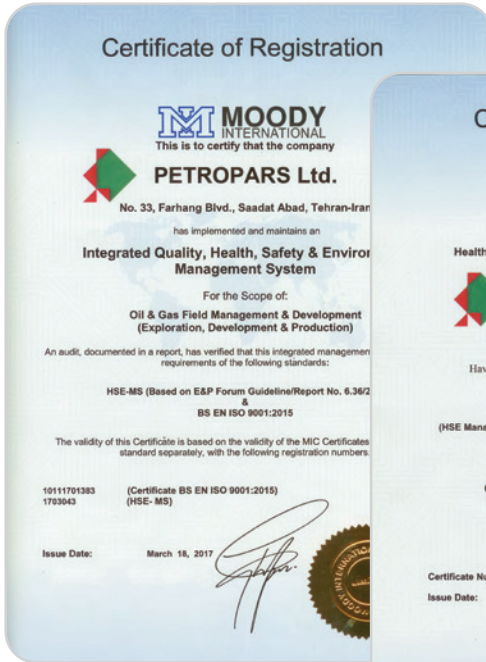 Certificate of Registration
MOODY
INTERNATIONAL
This is to certify that the company
PETROPARS Ltd.
No. 33, Farhang Blvd., Saadat Abad, Tehran-Iran
has implemented and maintains an
Integrated Quality, Health, Safety & Environ
Management System
For the Scope of:
Oil & Gas Field Management & Development
(Exploration, Development & Production)
An audit, documented in a report, has verified that this integrated managemen
requirements of the following standards:
HSE-MS (Based on E&P Forum Guideline/Report No. 6.36/2
&
BS EN ISO 9001:2015
The validity of this Certificate is based on the validity of the MIC Certificates
standard separately, with the following registration numbers.
10111701383 (Certificate BS EN ISO 9001:2015)
1703043 (HSE- MS)
Issue Date: March 18, 2017
C
Health
Hav
(HSE Mana
Certificate Nu
Issue Date: